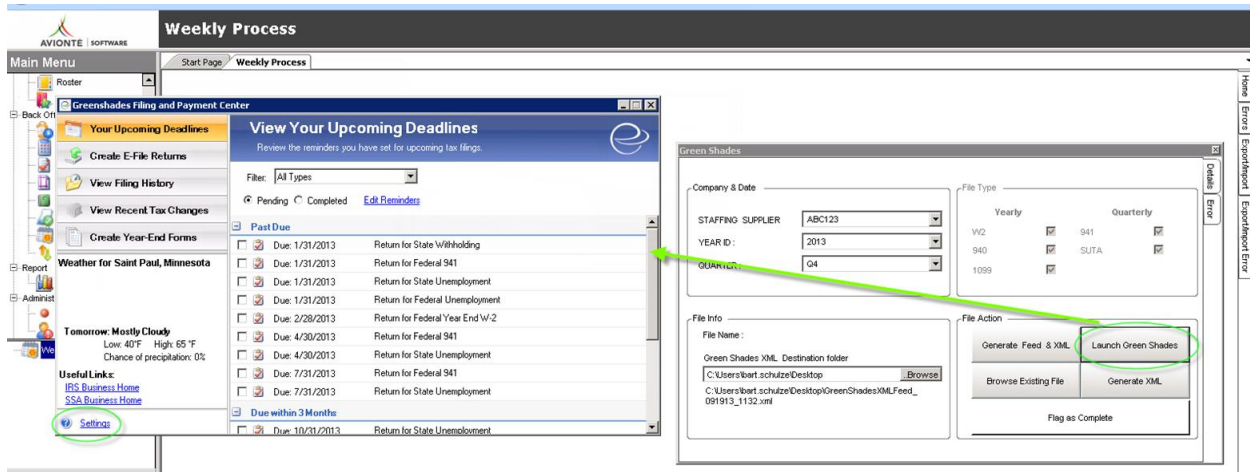 AVIONTÉ SOFTWARE
Weekly Process
Main Menu
Start Page
Weekly Process
Roster
Back Off
Report
Administ
We
Home
Errors
Export/Import
Export/Import Error
Greenshades Filing and Payment Center
Your Upcoming Deadlines
Create E-File Returns
View Filing History
View Recent Tax Changes
Create Year-End Forms
Weather for Saint Paul, Minnesota
Tomorrow: Mostly Cloudy
Low: 40°F High: 65 °F
Chance of precipitation: 0%
Useful Links:
IRS Business Home
SSA Business Home
Settings
View Your Upcoming Deadlines
Review the reminders you have set for upcoming tax filings.
Filter: All Types
Pending Completed Edit Reminders
Past Due
Due: 1/31/2013 Return for State Withholding
Due: 1/31/2013 Return for Federal 941
Due: 1/31/2013 Return for State Unemployment
Due: 1/31/2013 Return for Federal Unemployment
Due: 2/28/2013 Return for Federal Year End W-2
Due: 4/30/2013 Return for Federal 941
Due: 4/30/2013 Return for State Unemployment
Due: 7/31/2013 Return for Federal 941
Due: 7/31/2013 Return for State Unemployment
Due within 3 Months
Due: 10/31/2013 Return for State Unemployment
Green Shades
Details
Error
Company & Date
STAFFING SUPPLIER ABC123
YEAR ID : 2013
QUARTER : Q4
File Type
Yearly Quarterly
W2 941
940 SUTA
1099
File Info
File Name :
Green Shades XML Destination folder
C:\Users\bart.schulze\Desktop ..Browse
C:\Users\bart.schulze\Desktop\GreenShadesXMLFeed_
091913_1132.xml
File Action
Generate Feed & XML
Launch Green Shades
Browse Existing File
Generate XML
Flag as Complete